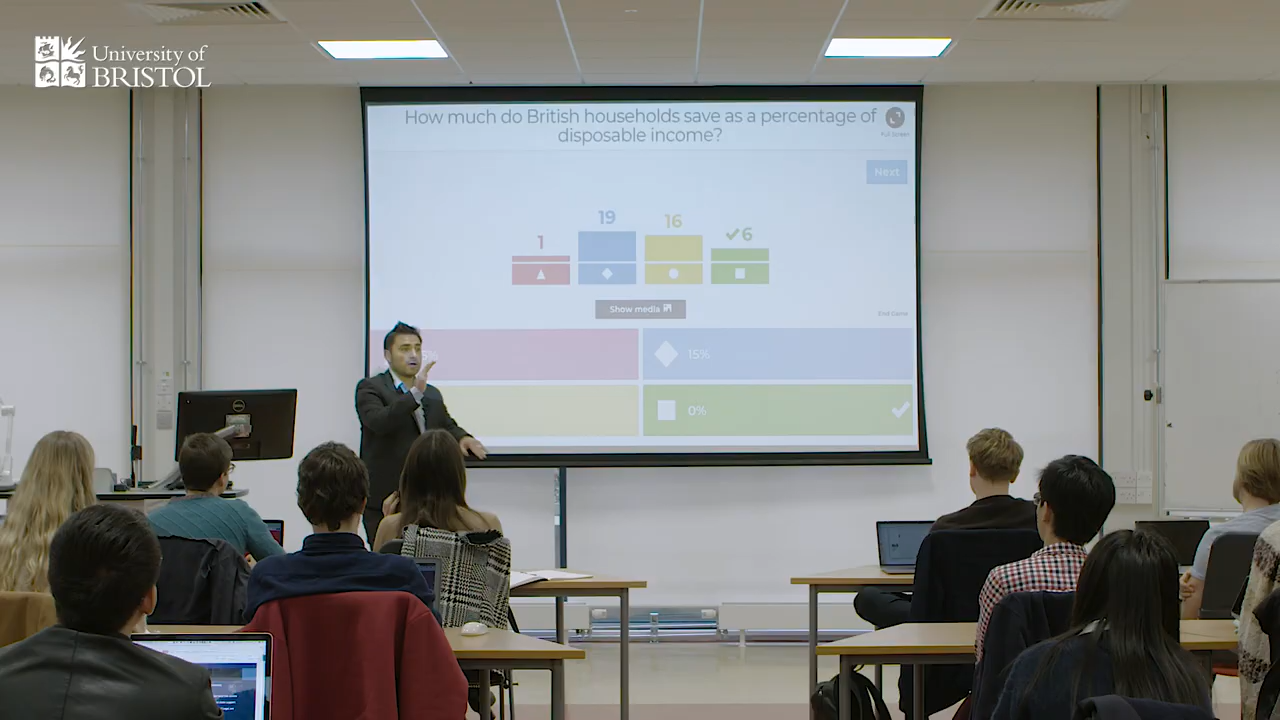 University of
BRISTOL
How much do British households save as a percentage of
disposable income?
Full screen
Next
1
19
16
6
Show media
End Game
15%
0%
DELL